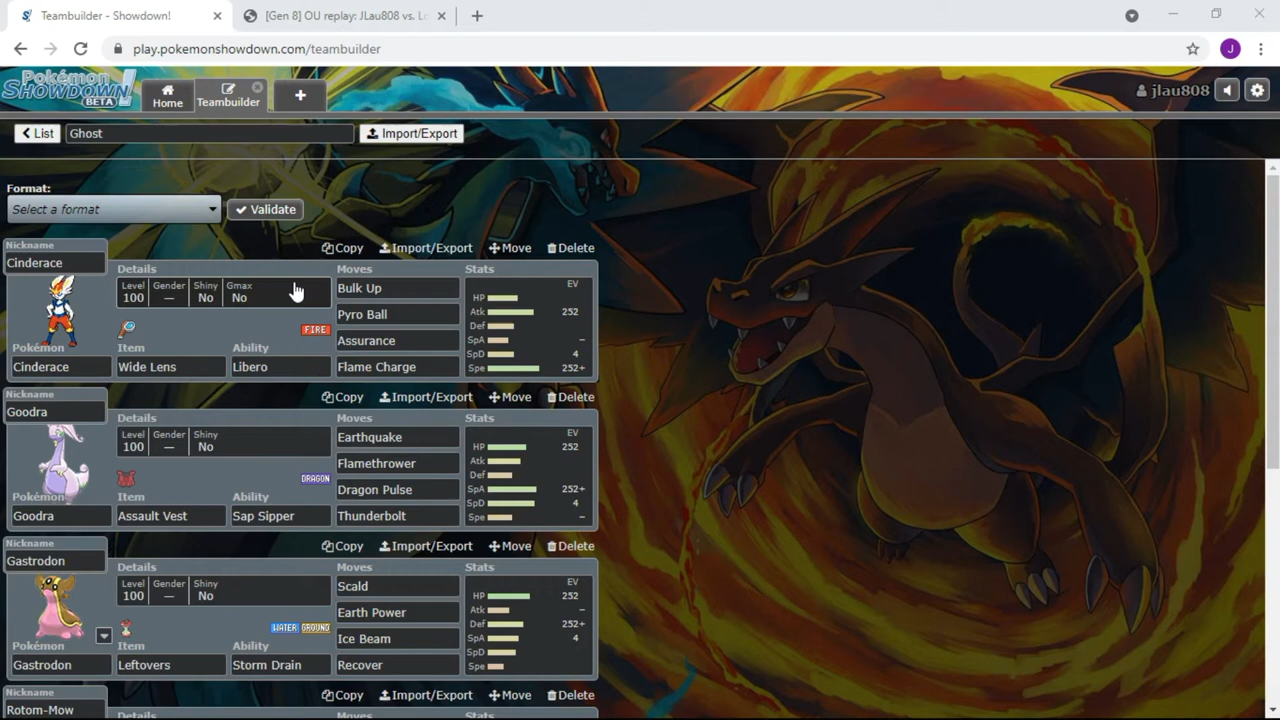 Teambuilder - Showdown!
[Gen 8] OU replay: JLau808 vs. Lo
play.pokemonshowdown.com/teambuilder
J
Pokémon
SHOWDOWN!
BETA
Home
Teambuilder
jlau808
List
Ghost
Import/Export
Format:
Select a format
Validate
Copy Import/Export Move Delete
Nickname
Cinderace
Details Moves Stats
Level Gender Shiny Gmax
100 — No No
Bulk Up
Pyro Ball
Assurance
Flame Charge
EV
HP
Atk 252
Def
SpA –
SpD 4
Spe 252+
FIRE
Pokémon Item Ability
Cinderace Wide Lens Libero
Copy Import/Export Move Delete
Nickname
Goodra
Details Moves Stats
Level Gender Shiny
100 — No
Earthquake
Flamethrower
Dragon Pulse
Thunderbolt
EV
HP 252
Atk
Def
SpA 252+
SpD 4
Spe –
DRAGON
Pokémon Item Ability
Goodra Assault Vest Sap Sipper
Copy Import/Export Move Delete
Nickname
Gastrodon
Details Moves Stats
Level Gender Shiny
100 — No
Scald
Earth Power
Ice Beam
Recover
EV
HP 252
Atk –
Def 252+
SpA 4
SpD
Spe
WATER GROUND
Pokémon Item Ability
Gastrodon Leftovers Storm Drain
Copy Import/Export Move Delete
Nickname
Rotom-Mow
Details Moves Stats